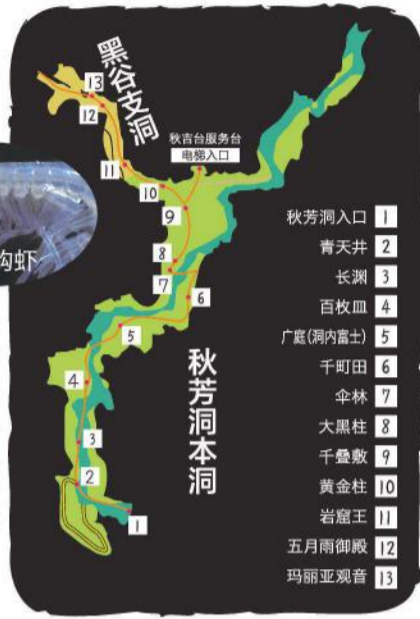 黑谷支洞
13
12
秋吉台服务台
电梯入口
11
10
9
8
7
6
5
4
3
2
1
钩虾
秋芳洞本洞
秋芳洞入口 1
青天井 2
长渊 3
百枚皿 4
广庭(洞内富士) 5
千町田 6
伞林 7
大黑柱 8
千叠敷 9
黄金柱 10
岩窟王 11
五月雨御殿 12
玛丽亚观音 13